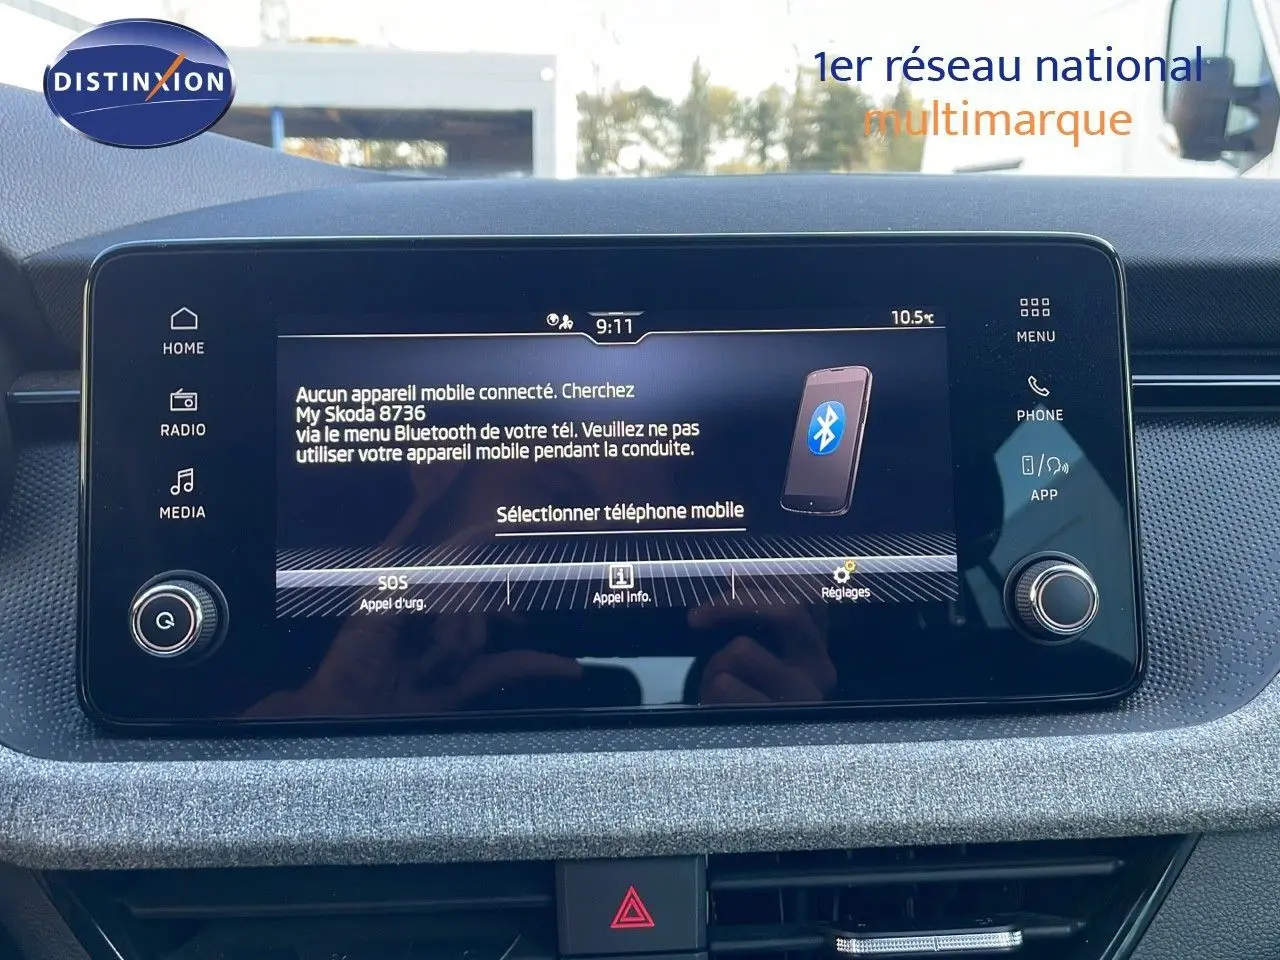 DISTINXION
1er réseau national
multimarque
9:11
10.5°C
HOME
RADIO
MEDIA
MENU
PHONE
APP
Aucun appareil mobile connecté. Cherchez
My Skoda 8736
via le menu Bluetooth de votre tél. Veuillez ne pas
utiliser votre appareil mobile pendant la conduite.
Sélectionner téléphone mobile
SOS
Appel d'urg.
i
Appel Info.
Réglages